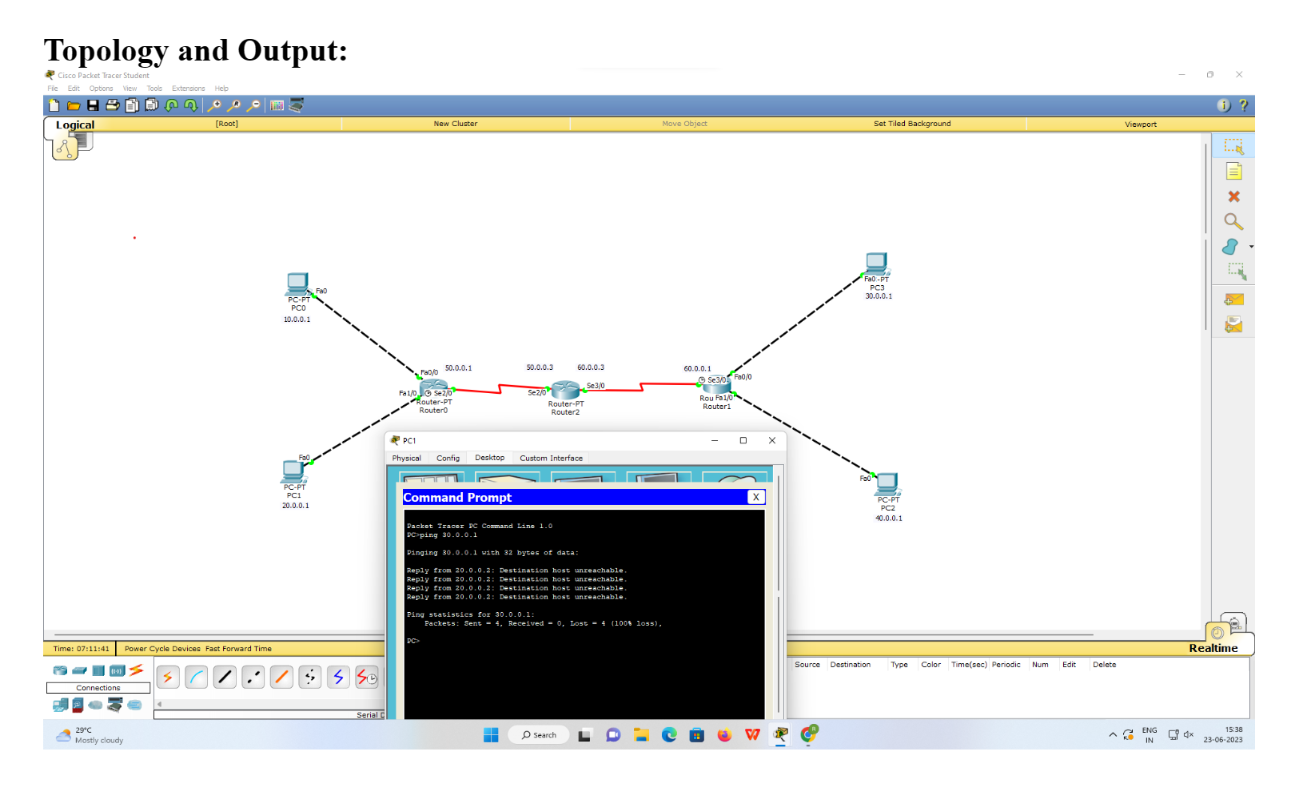 Topology and Output:
Cisco Packet Tracer Student
File Edit Options View Tools Extensions Help
Logical
[Root]
New Cluster
Move Object
Set Tiled Background
Viewport
Fa0
PC-PT
PC0
10.0.0.1
Fa0
-PT
PC3
30.0.0.1
Fa0/0
50.0.0.1
50.0.0.3
60.0.0.3
60.0.0.1
Fa1/0
Se2/0
Router-PT
Router0
Se2/0
Se3/0
Router-PT
Router2
Se3/0
Fa0/0
Rou
Fa1/0
Router1
Fa0
PC-PT
PC1
20.0.0.1
Fa0
PC-PT
PC2
40.0.0.1
PC1
Physical Config Desktop Custom Interface
Command Prompt
X
Packet Tracer PC Command Line 1.0
PC>ping 30.0.0.1
Pinging 30.0.0.1 with 32 bytes of data:
Reply from 20.0.0.2: Destination host unreachable.
Reply from 20.0.0.2: Destination host unreachable.
Reply from 20.0.0.2: Destination host unreachable.
Reply from 20.0.0.2: Destination host unreachable.
Ping statistics for 30.0.0.1:
Packets: Sent = 4, Received = 0, Lost = 4 (100% loss),
PC>
Time: 07:11:41 Power Cycle Devices Fast Forward Time
Realtime
Connections
Serial D
Source Destination Type Color Time(sec) Periodic Num Edit Delete
29°C
Mostly cloudy
Search
ENG
IN
15:38
23-06-2023